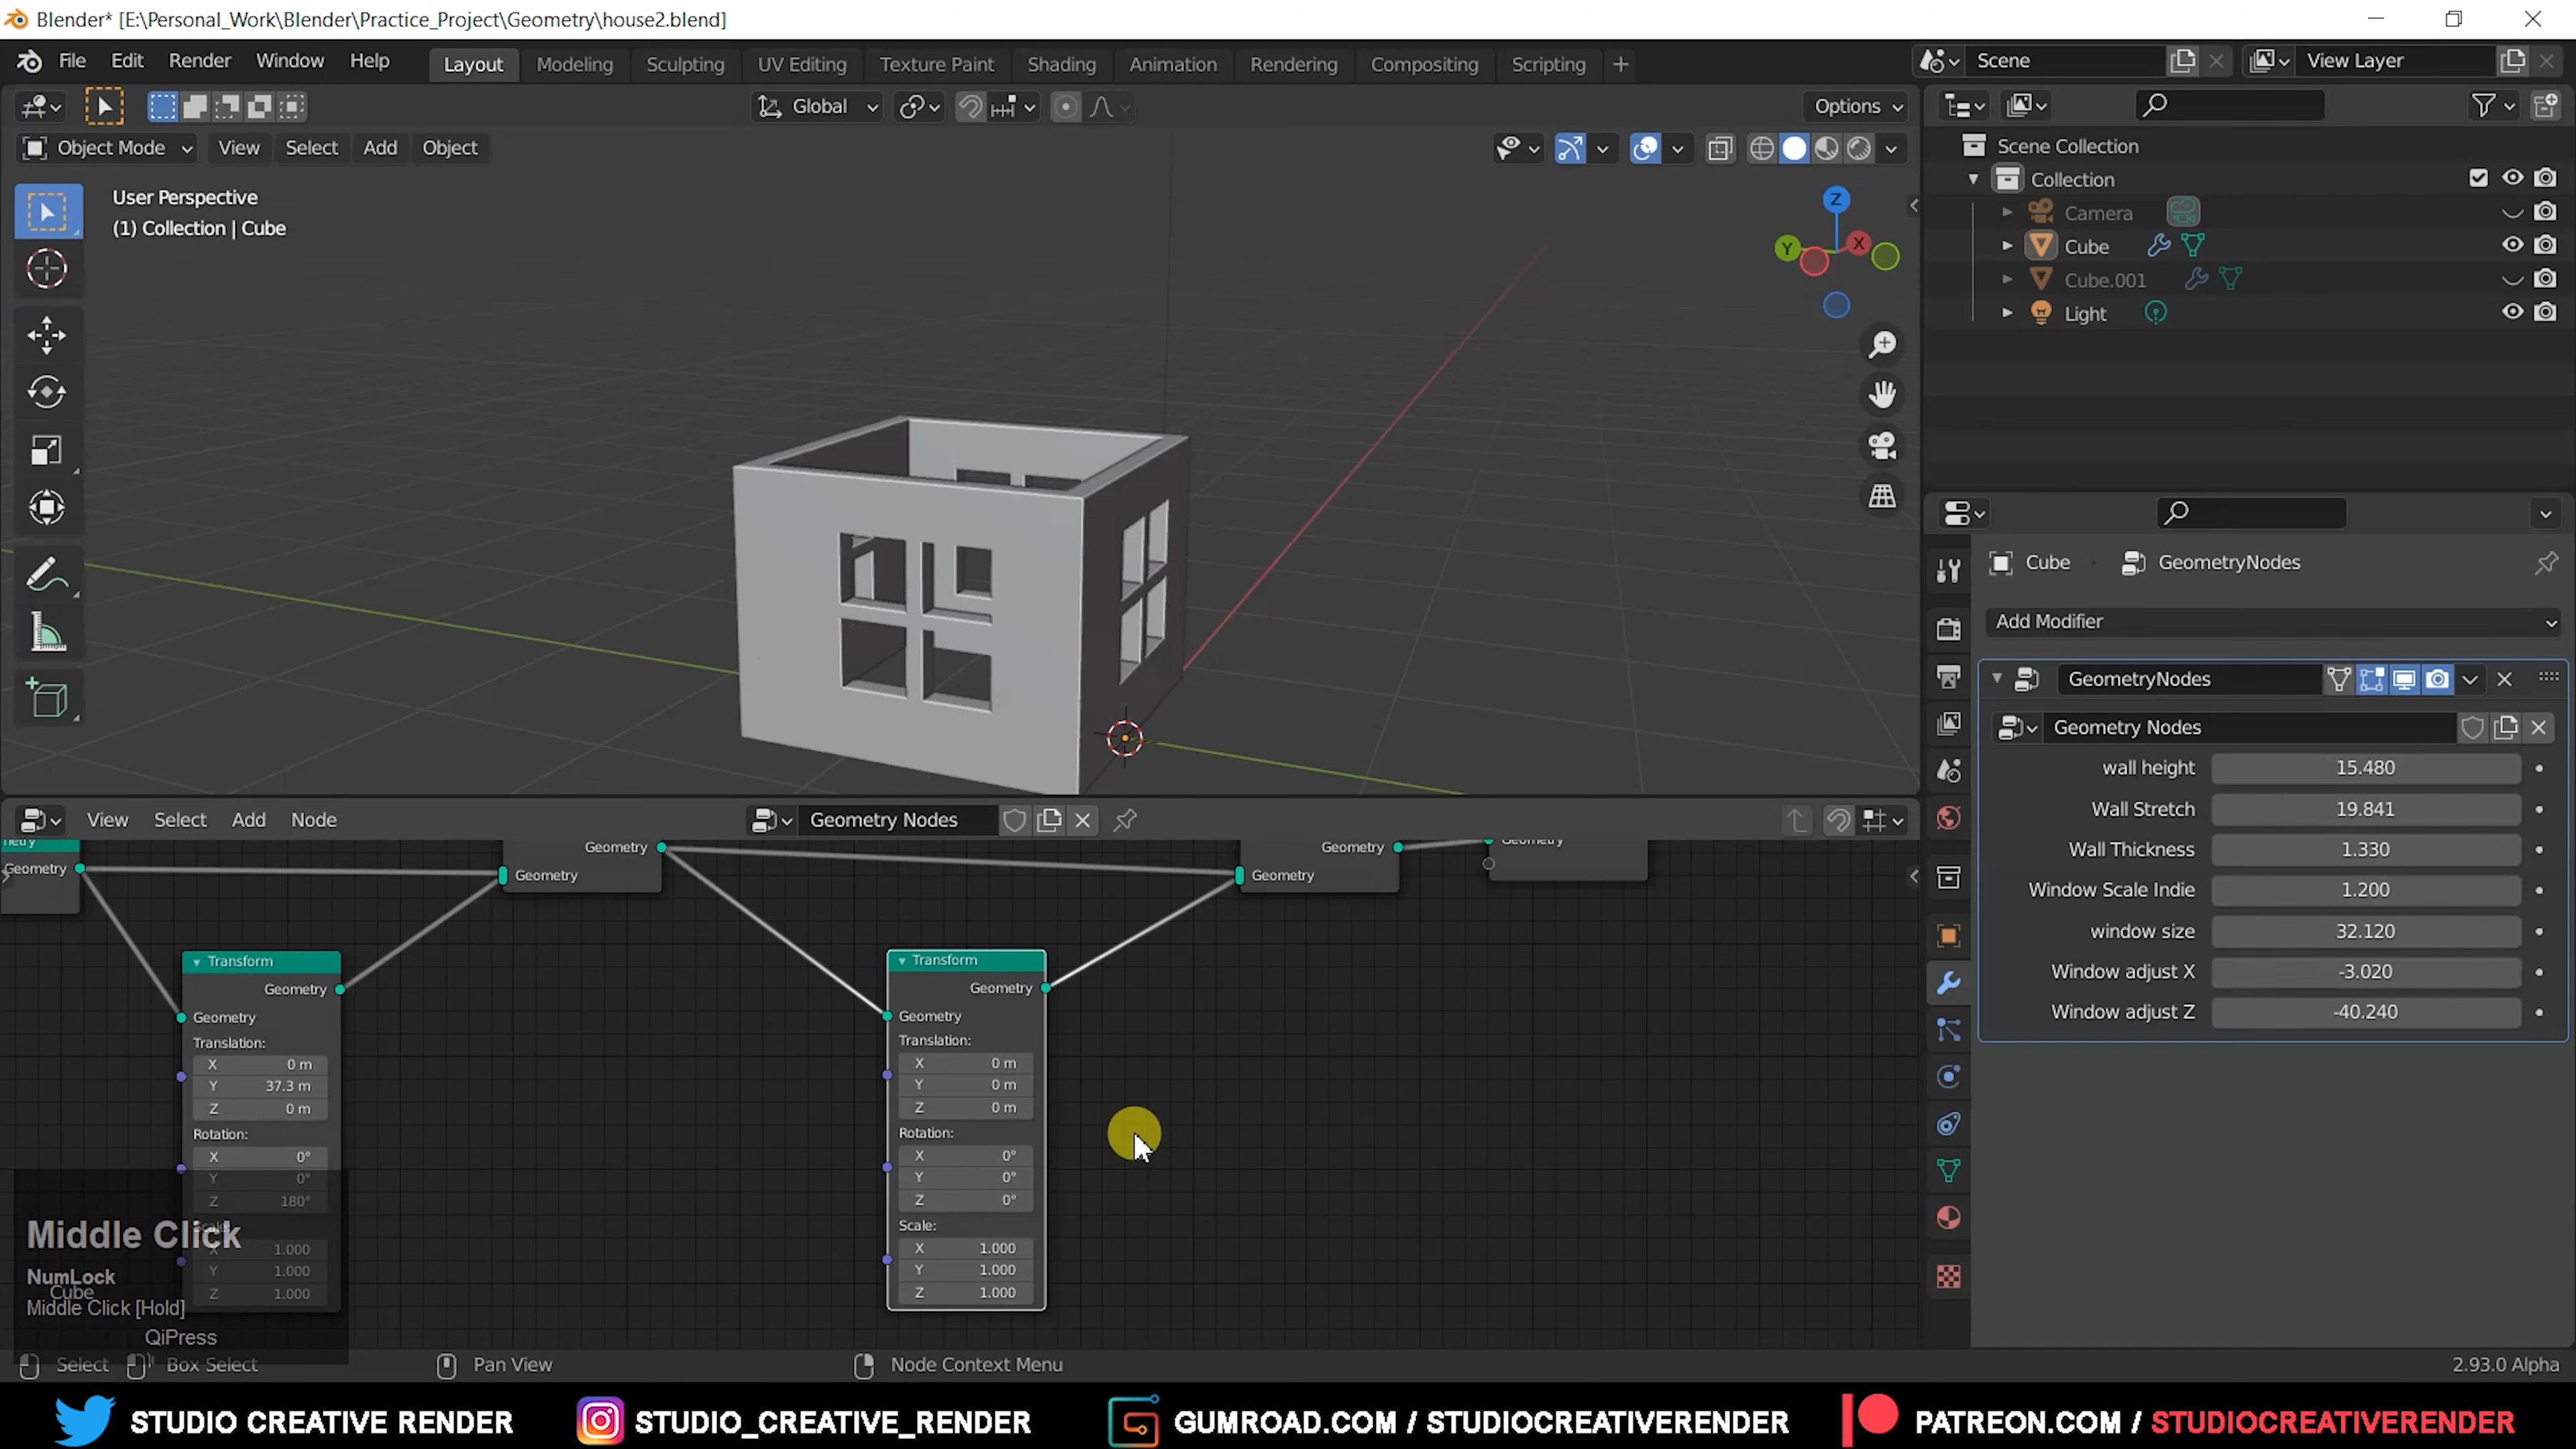 Blender* [E:\Personal_Work\Blender\Practice_Project\Geometry\house2.blend]
File Edit Render Window Help Layout Modeling Sculpting UV Editing Texture Paint Shading Animation Rendering Compositing Scripting Scene View Layer
Global Options
Object Mode View Select Add Object
User Perspective
(1) Collection | Cube
Z
Y X
Scene Collection
Collection
Camera
Cube
Cube.001
Light
Cube GeometryNodes
Add Modifier
GeometryNodes
Geometry Nodes
wall height 15.480
Wall Stretch 19.841
Wall Thickness 1.330
Window Scale Indie 1.200
window size 32.120
Window adjust X -3.020
Window adjust Z -40.240
View Select Add Node Geometry Nodes
Geometry Geometry Geometry
Geometry Geometry Geometry
Transform
Geometry
Geometry
Translation:
X 0 m
Y 37.3 m
Z 0 m
Rotation:
X 0°
Y 0°
Z 180°
X 1.000
Y 1.000
Z 1.000
Transform
Geometry
Geometry
Translation:
X 0 m
Y 0 m
Z 0 m
Rotation:
X 0°
Y 0°
Z 0°
Scale:
X 1.000
Y 1.000
Z 1.000
Middle Click
NumLock
Cube
Middle Click [Hold]
QiPress
Select Box Select Pan View Node Context Menu 2.93.0 Alpha
STUDIO CREATIVE RENDER STUDIO_CREATIVE_RENDER GUMROAD.COM / STUDIOCREATIVERENDER PATREON.COM / STUDIOCREATIVERENDER